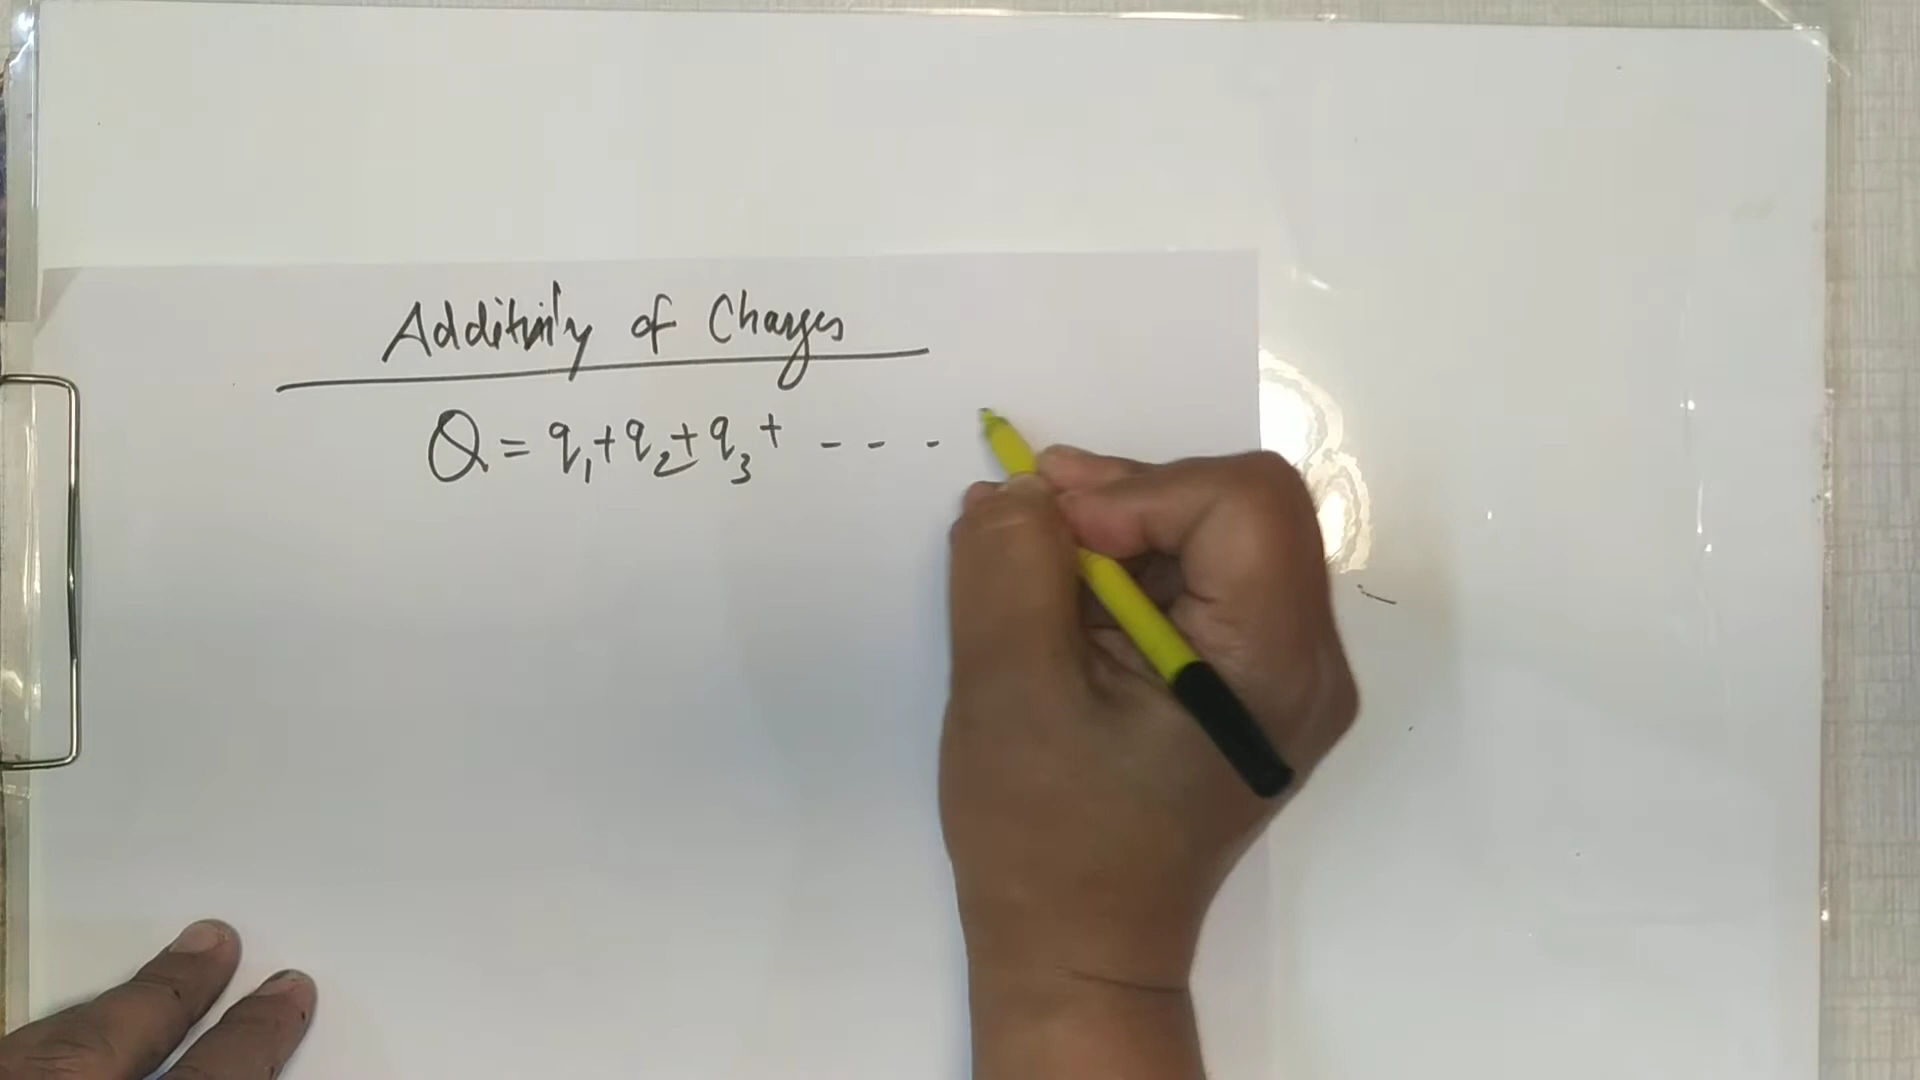 Additivity of Charges
Q = q₁ + q₂ + q₃ + - - -